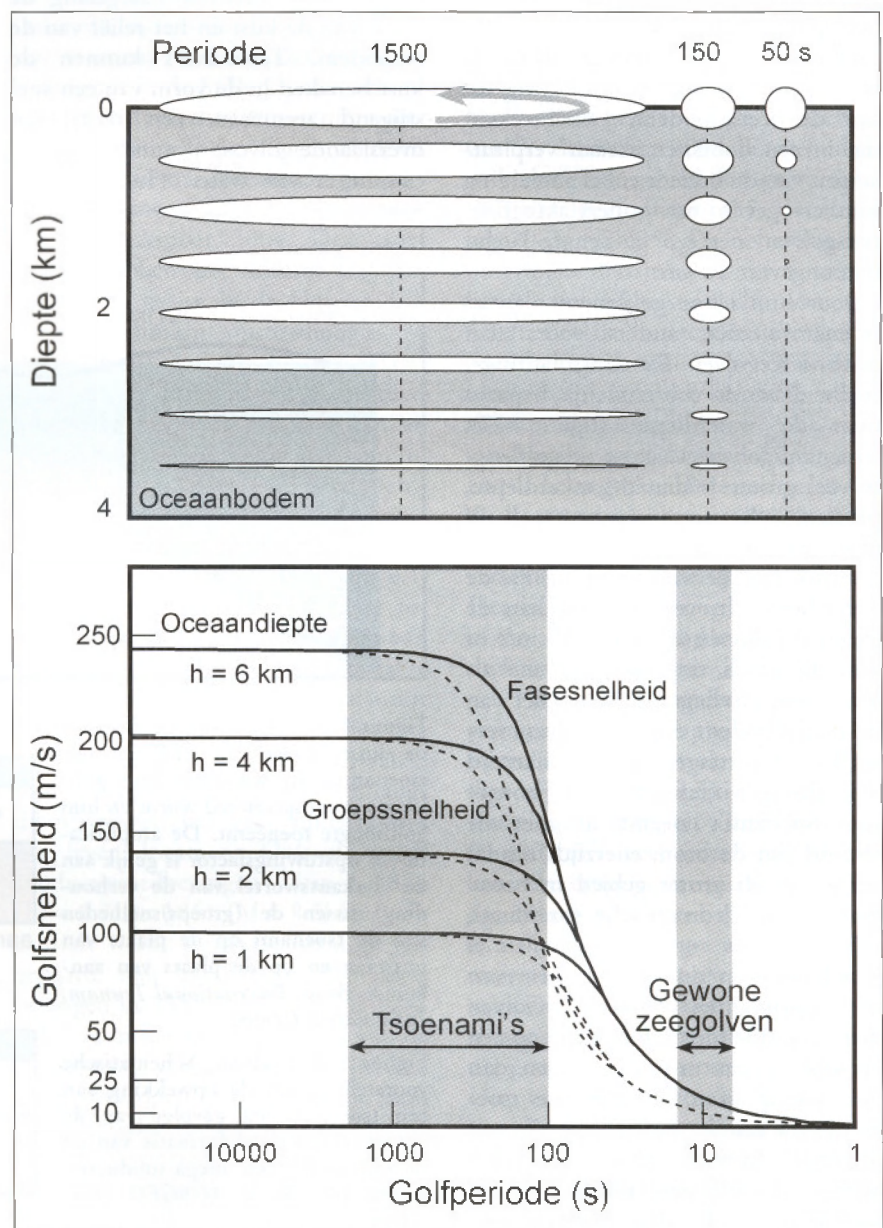 Periode 1500 150 50 s
0
Diepte (km)
2
Oceaanbodem
4
250
Oceaandiepte
h = 6 km
Fasesnelheid
200
h = 4 km
Groepssnelheid
150
h = 2 km
Golfsnelheid (m/s)
100
h = 1 km
50
Tsoenami's
Gewone
zeegolven
25
10
10000 1000 100 10 1
Golfperiode (s)